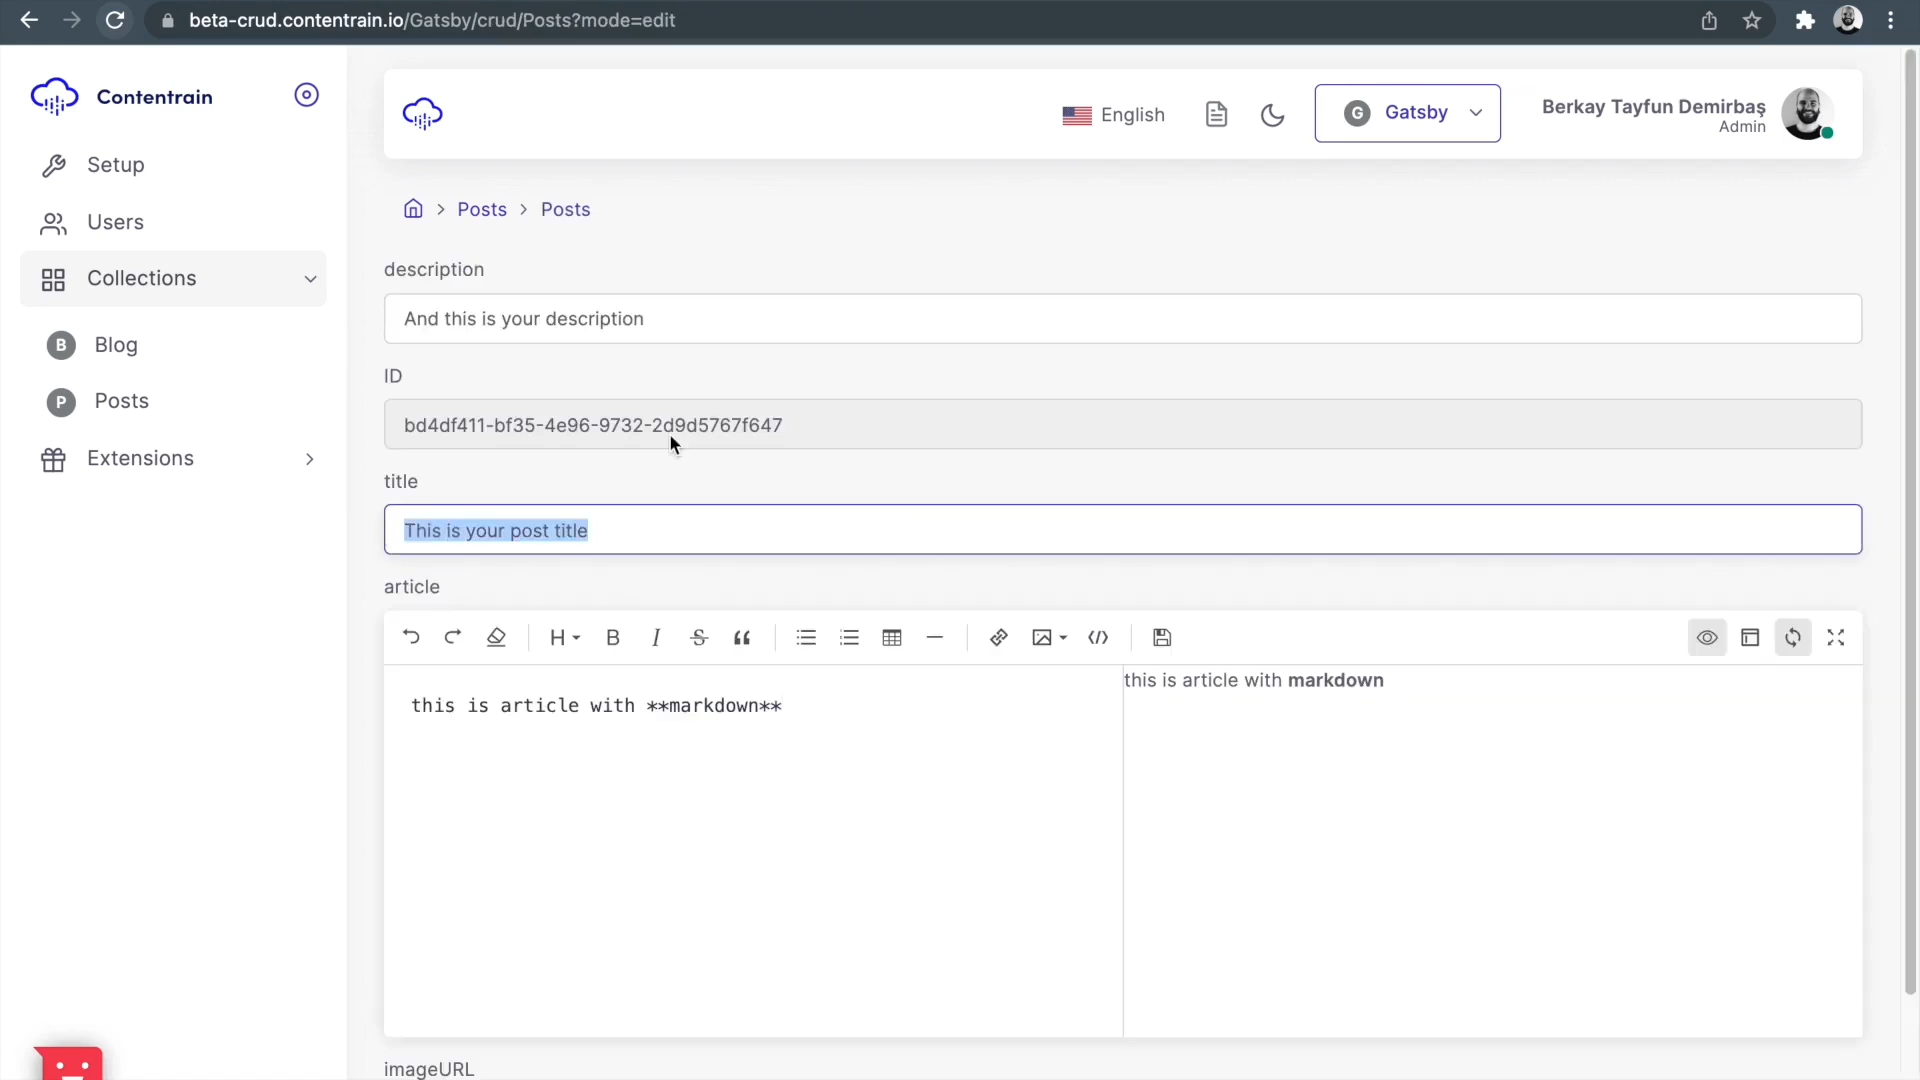 beta-crud.contentrain.io/Gatsby/crud/Posts?mode=edit
Contentrain
English
G Gatsby
Berkay Tayfun Demirbaş
Admin
Setup
Users
Collections
B Blog
P Posts
Extensions
Posts > Posts
description
And this is your description
ID
bd4df411-bf35-4e96-9732-2d9d5767f647
title
This is your post title
article
H B I S
this is article with **markdown**
this is article with markdown
imageURL